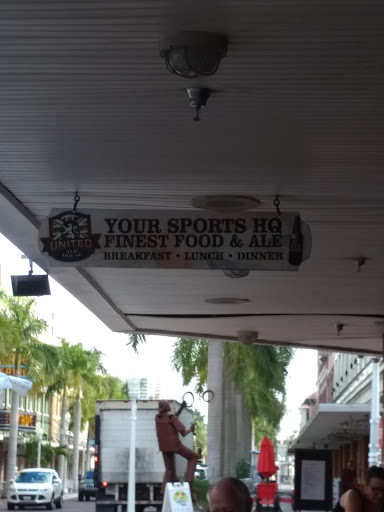 UNITED
YOUR SPORTS HQ
FINEST FOOD & ALE
BREAKFAST · LUNCH · DINNER